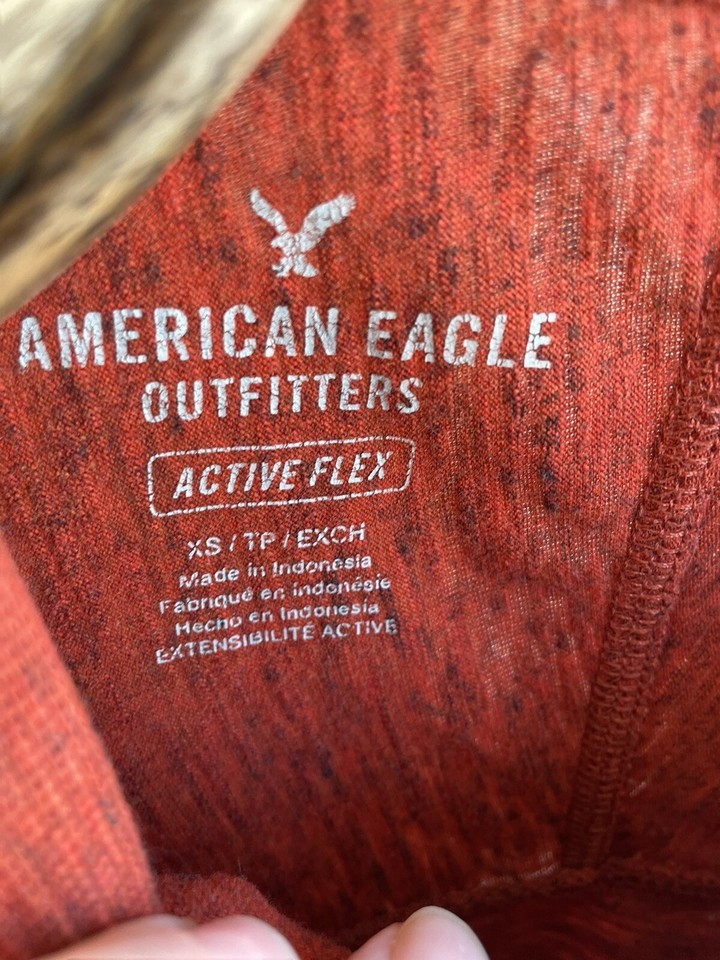 AMERICAN EAGLE
OUTFITTERS
ACTIVE FLEX
XS / TP / EXCH
Made in Indonesia
Fabriqué en indonésie
Hecho en Indonesia
EXTENSIBILITÉ ACTIVE